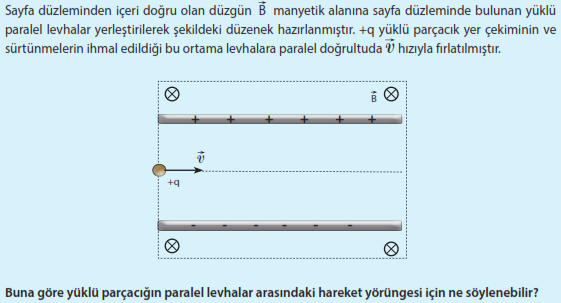 Sayfa düzleminden içeri doğru olan düzgün B⃗ manyetik alanına sayfa düzleminde bulunan yüklü
paralel levhalar yerleştirilerek şekildeki düzenek hazırlanmıştır. +q yüklü parçacık yer çekiminin ve
sürtünmelerin ihmal edildiği bu ortama levhalara paralel doğrultuda v⃗ hızıyla fırlatılmıştır.
B⃗
+ + + + + +
v⃗
+q
- - - - - -
Buna göre yüklü parçacığın paralel levhalar arasındaki hareket yörüngesi için ne söylenebilir?